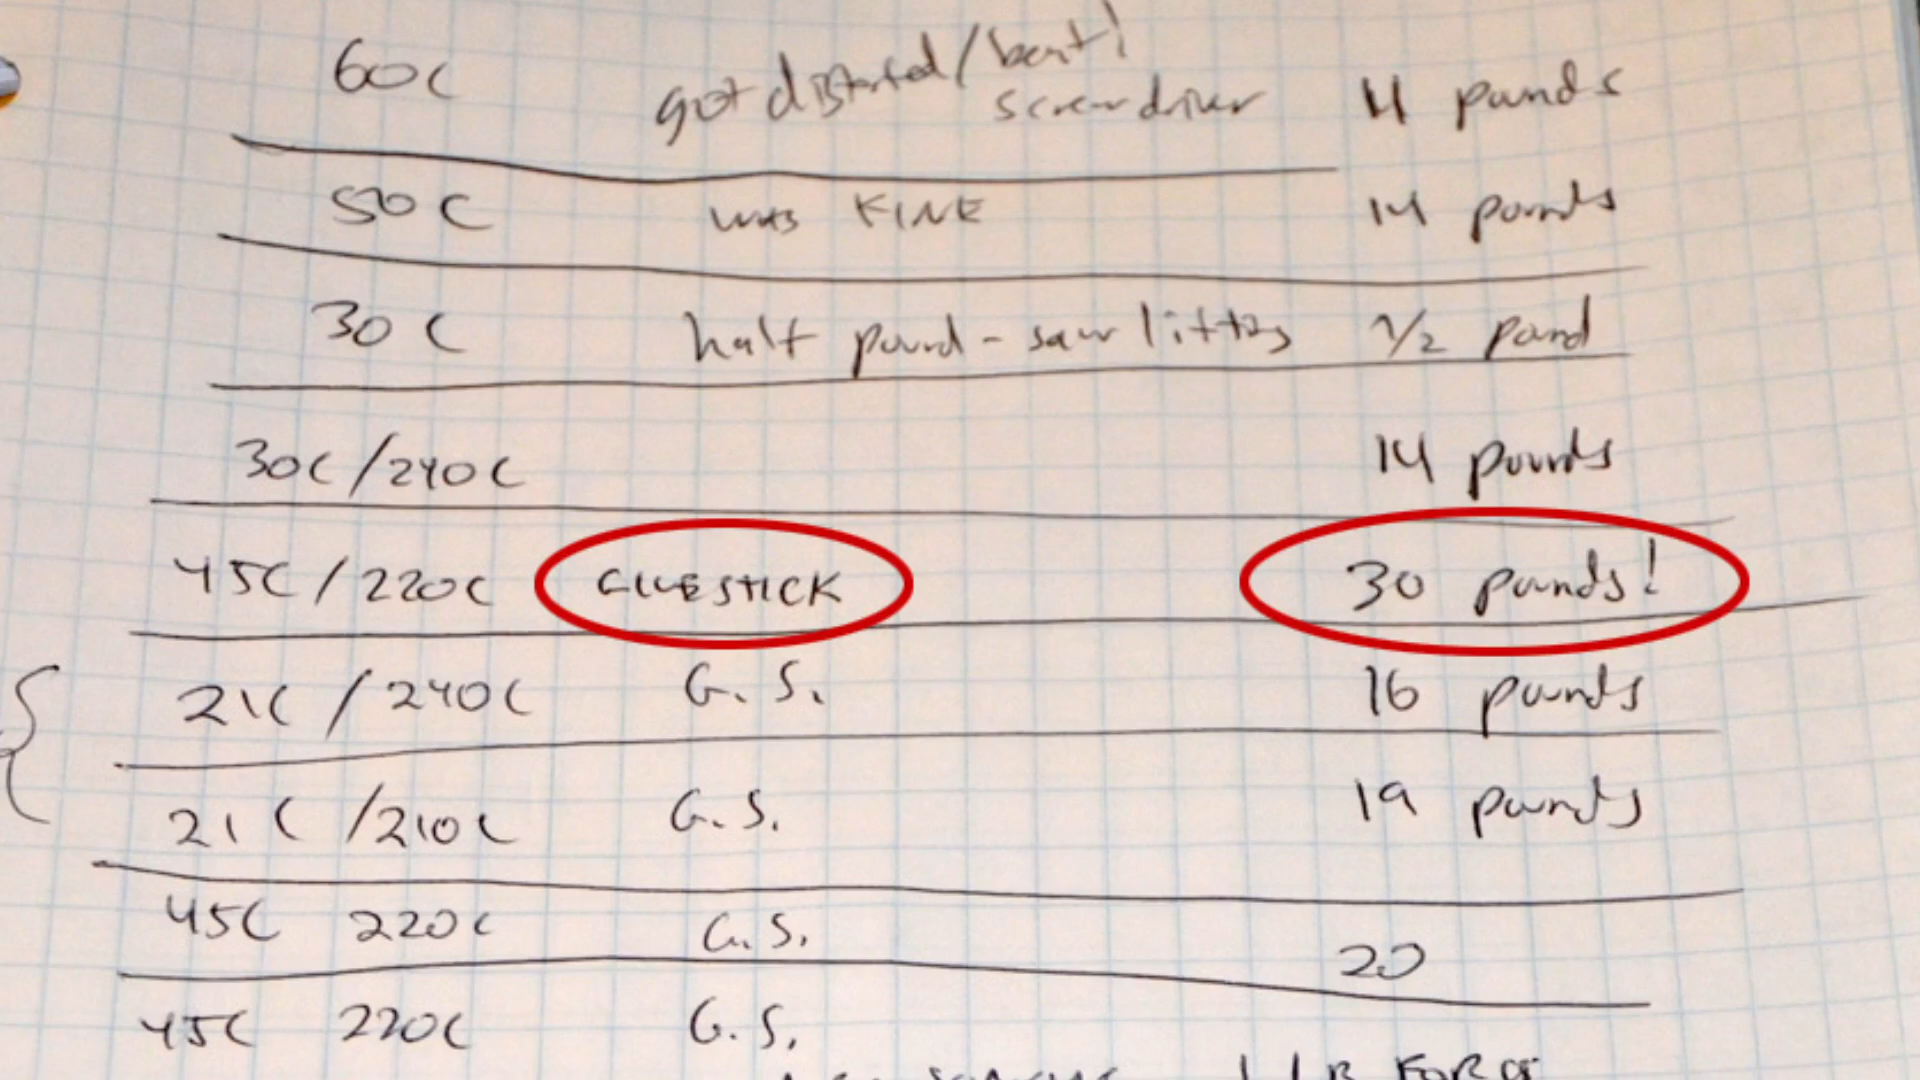 60C got distorted/bent! screwdriver 11 pounds
50C was FINE 14 pounds
30C half pound - saw lifting 1/2 pound
30C/240C 14 pounds
45C/220C GLUESTICK 30 pounds!
21C/240C G.S. 16 pounds
21C/210C G.S. 19 pounds
45C 220C G.S. 20
45C 220C G.S.
FORCE